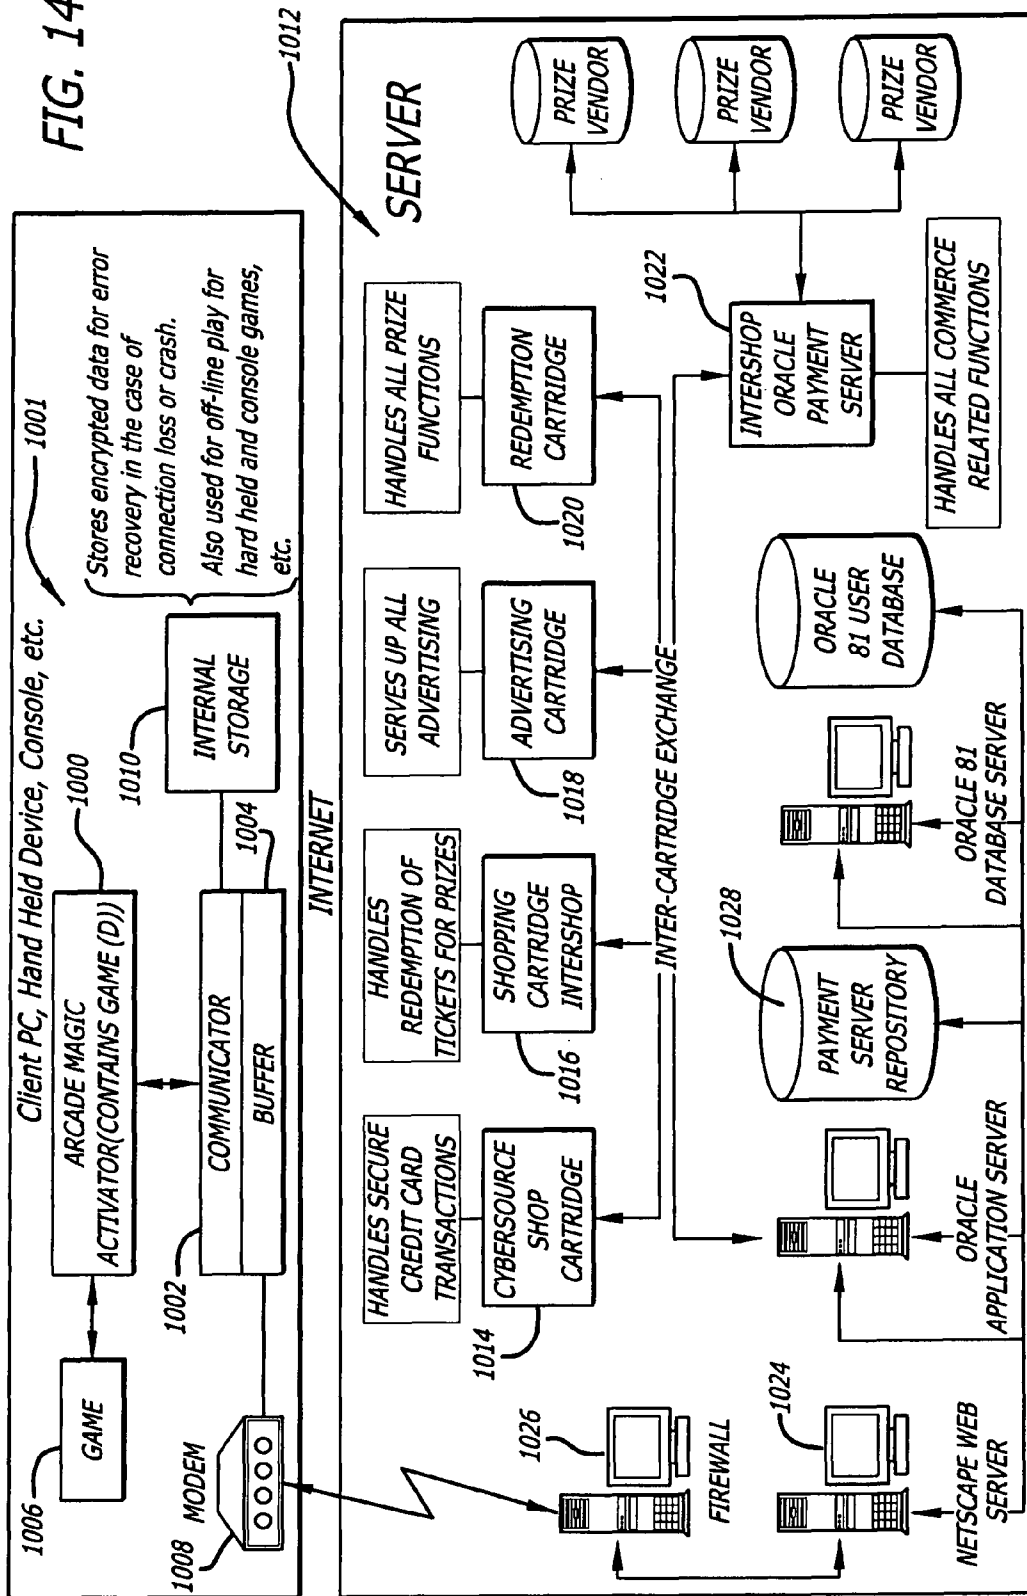 FIG. 14
Client PC, Hand Held Device, Console, etc.
1001
1000
ARCADE MAGIC
ACTIVATOR(CONTAINS GAME (D))
1006
GAME
1002
COMMUNICATOR
BUFFER
1004
1010
INTERNAL
STORAGE
Stores encrypted data for error
recovery in the case of
connection loss or crash.
Also used for off-line play for
hard held and console games,
etc.
1008
MODEM
INTERNET
1012
SERVER
HANDLES SECURE
CREDIT CARD
TRANSACTIONS
CYBERSOURCE
SHOP
CARTRIDGE
1014
HANDLES
REDEMPTION OF
TICKETS FOR PRIZES
SHOPPING
CARTRIDGE
INTERSHOP
1016
SERVES UP ALL
ADVERTISING
ADVERTISING
CARTRIDGE
1018
HANDLES ALL PRIZE
FUNCTIONS
REDEMPTION
CARTRIDGE
1020
PRIZE
VENDOR
PRIZE
VENDOR
PRIZE
VENDOR
INTER-CARTRIDGE EXCHANGE
1022
INTERSHOP
ORACLE
PAYMENT
SERVER
HANDLES ALL COMMERCE
RELATED FUNCTIONS
1026
FIREWALL
1024
NETSCAPE WEB
SERVER
ORACLE
APPLICATION SERVER
1028
PAYMENT
SERVER
REPOSITORY
ORACLE 81
DATABASE SERVER
ORACLE
81 USER
DATABASE